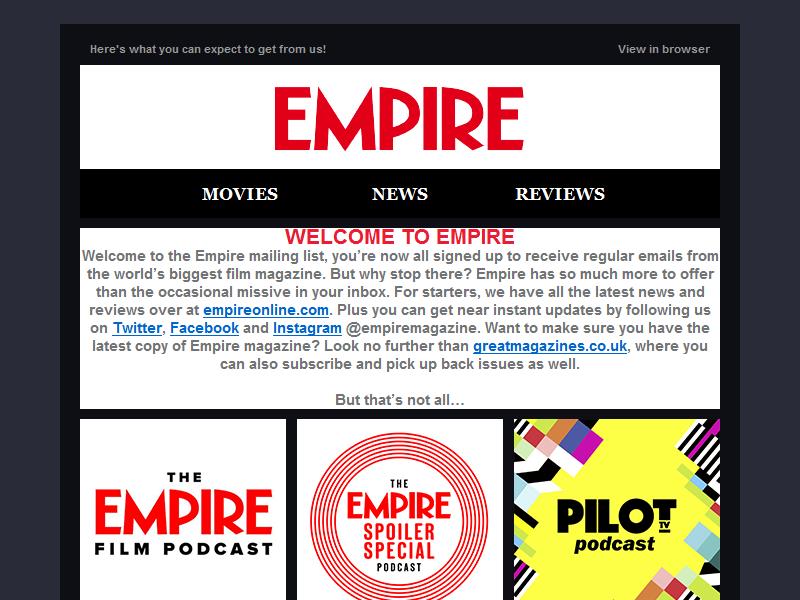 Here's what you can expect to get from us!
View in browser
EMPIRE
MOVIES NEWS REVIEWS
WELCOME TO EMPIRE
Welcome to the Empire mailing list, you’re now all signed up to receive regular emails from
the world’s biggest film magazine. But why stop there? Empire has so much more to offer
than the occasional missive in your inbox. For starters, we have all the latest news and
reviews over at empireonline.com. Plus you can get near instant updates by following us
on Twitter, Facebook and Instagram @empiremagazine. Want to make sure you have the
latest copy of Empire magazine? Look no further than greatmagazines.co.uk, where you
can also subscribe and pick up back issues as well.
But that’s not all…
THE
EMPIRE
FILM PODCAST
THE
EMPIRE
SPOILER
SPECIAL
PODCAST
PILOT
TV
podcast